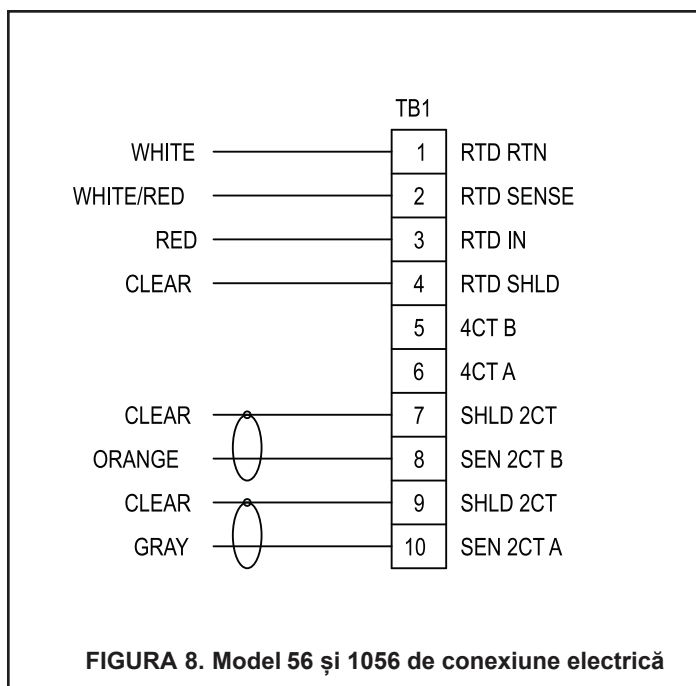 TB1
WHITE 1 RTD RTN
WHITE/RED 2 RTD SENSE
RED 3 RTD IN
CLEAR 4 RTD SHLD
5 4CT B
6 4CT A
CLEAR 7 SHLD 2CT
ORANGE 8 SEN 2CT B
CLEAR 9 SHLD 2CT
GRAY 10 SEN 2CT A
FIGURA 8. Model 56 și 1056 de conexiune electrică